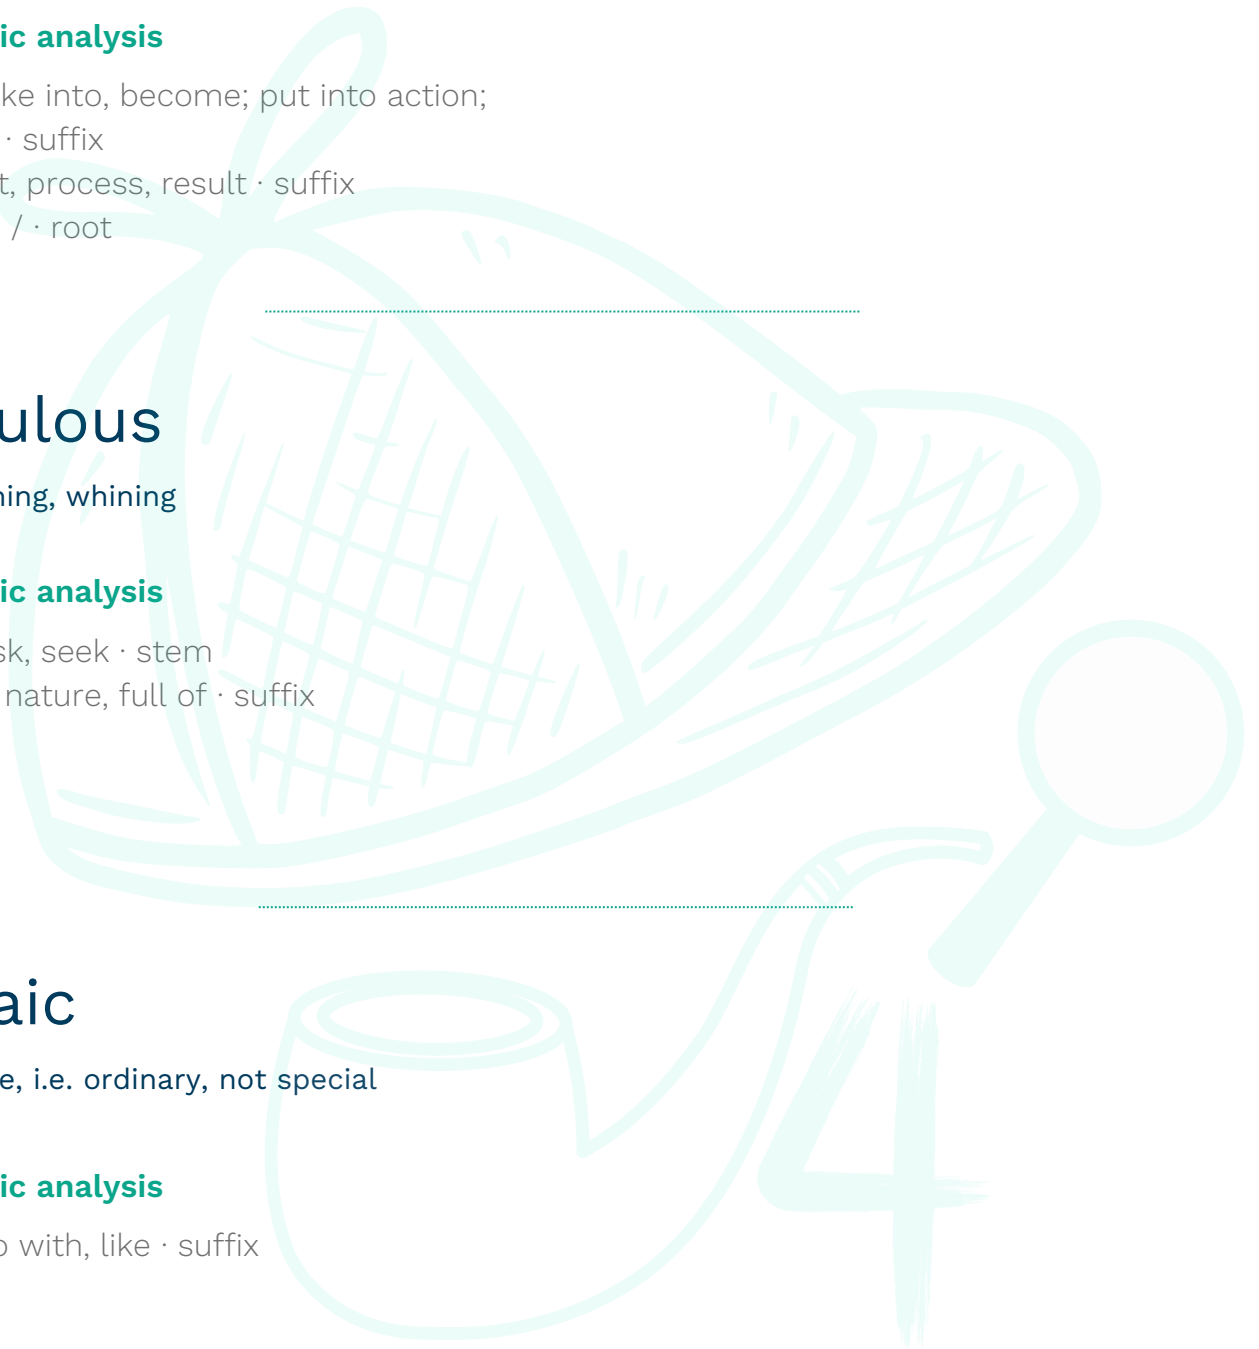 ic analysis
ke into, become; put into action;
· suffix
t, process, result · suffix
/ · root
ulous
ning, whining
ic analysis
sk, seek · stem
nature, full of · suffix
aic
e, i.e. ordinary, not special
ic analysis
o with, like · suffix
4